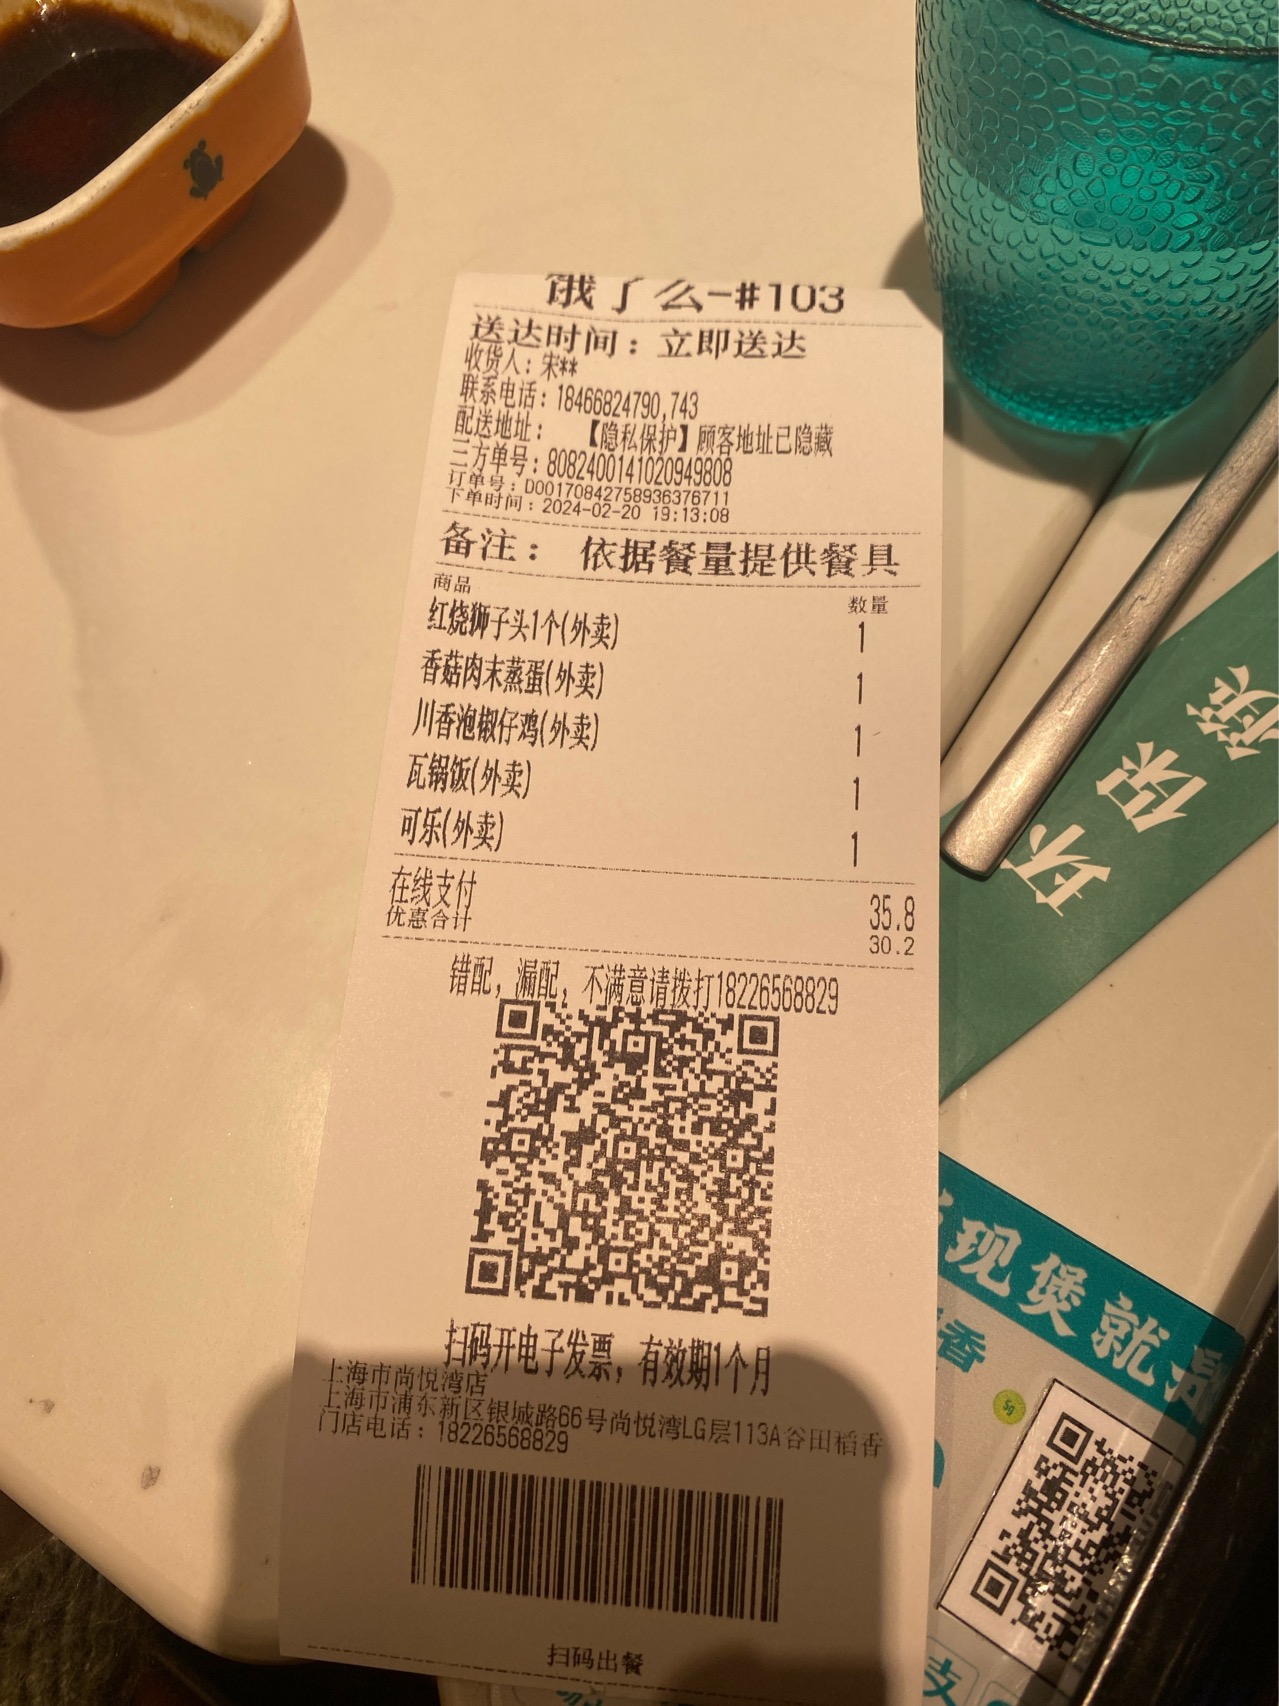 饿了么-#103
送达时间：立即送达
收货人：宋**
联系电话：18466824790,743
配送地址： 【隐私保护】顾客地址已隐藏
三方单号：8082400141020949808
订单号：D00170842758936376711
下单时间：2024-02-20 19:13:08
备注： 依据餐量提供餐具
商品 数量
红烧狮子头1个(外卖) 1
香菇肉末蒸蛋(外卖) 1
川香泡椒仔鸡(外卖) 1
瓦锅饭(外卖) 1
可乐(外卖) 1
在线支付 35.8
优惠合计 30.2
错配，漏配，不满意请拨打18226568829
扫码开电子发票，有效期1个月
上海市尚悦湾店
上海市浦东新区银城路66号尚悦湾LG层113A谷田稻香
门店电话：18226568829
扫码出餐
环保筷
现煲就是
香
支